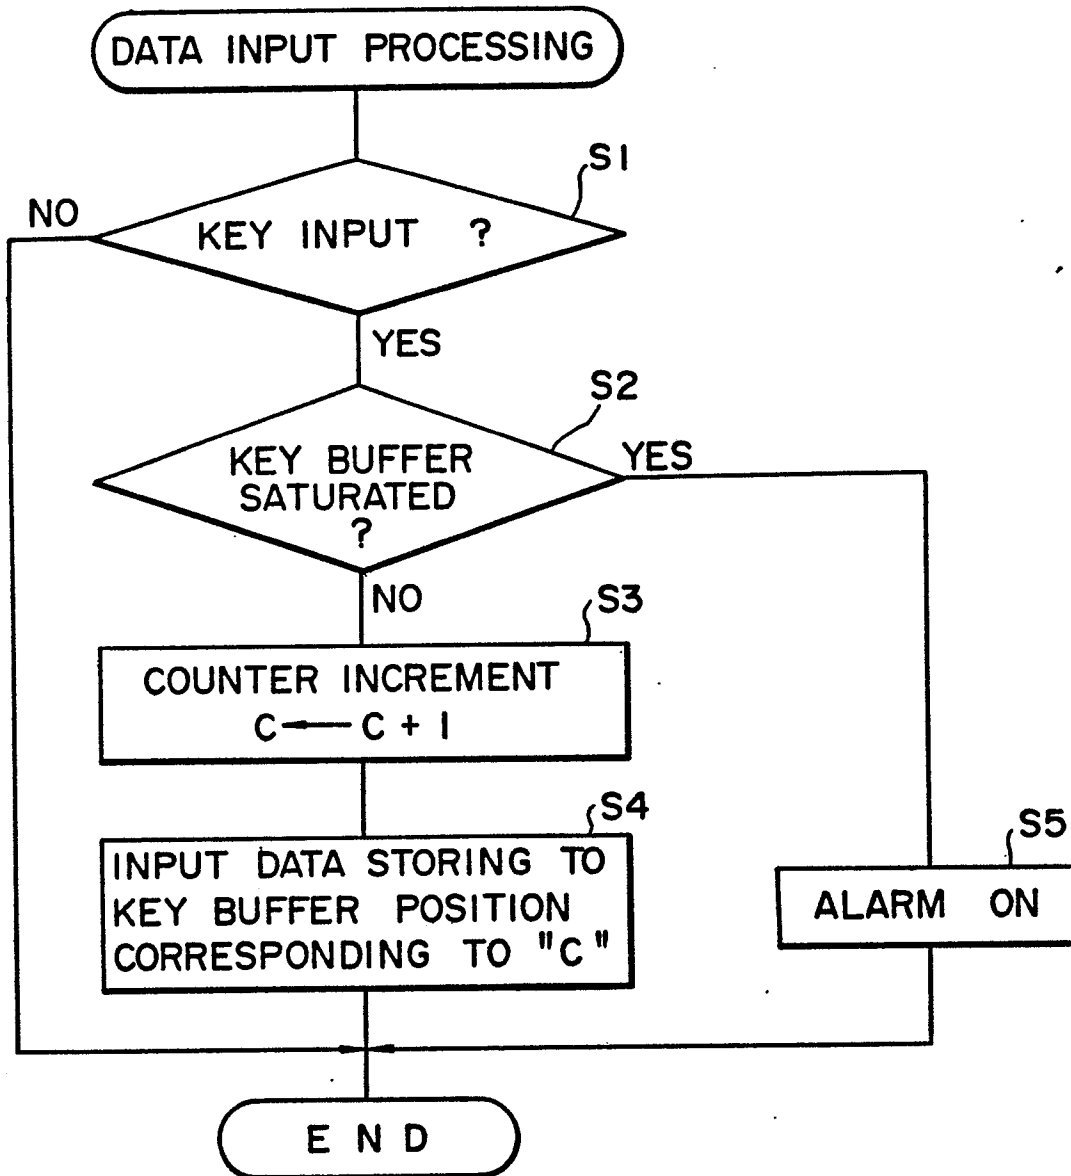 DATA INPUT PROCESSING
S1
NO
KEY INPUT ?
YES
S2
KEY BUFFER
SATURATED
?
YES
NO
S3
COUNTER INCREMENT
C ← C + 1
S4
INPUT DATA STORING TO
KEY BUFFER POSITION
CORRESPONDING TO "C"
S5
ALARM ON
END